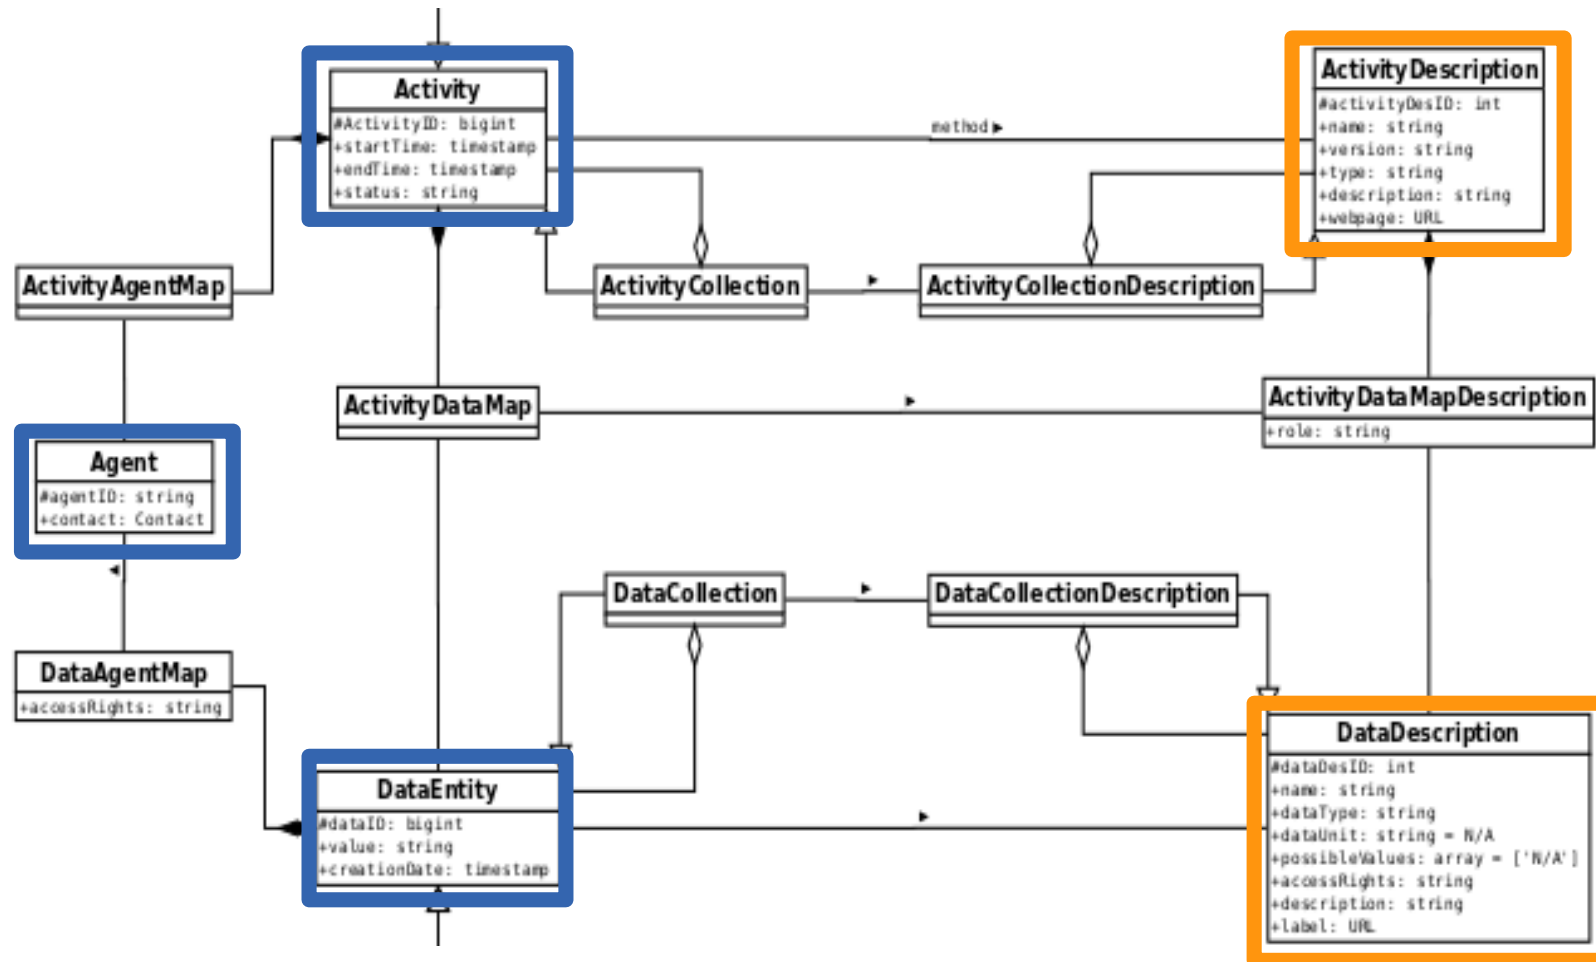 Activity
#ActivityID: bigint
+startTime: timestamp
+endTime: timestamp
+status: string
method
ActivityDescription
#activityDesID: int
+name: string
+version: string
+type: string
+description: string
+webpage: URL
ActivityAgentMap
ActivityCollection
ActivityCollectionDescription
ActivityDataMap
ActivityDataMapDescription
+role: string
Agent
#agentID: string
+contact: Contact
DataCollection
DataCollectionDescription
DataAgentMap
+accessRights: string
DataEntity
#dataID: bigint
+value: string
+creationDate: timestamp
DataDescription
#dataDesID: int
+name: string
+dataType: string
+dataUnit: string = N/A
+possibleValues: array = ['N/A']
+accessRights: string
+description: string
+label: URL